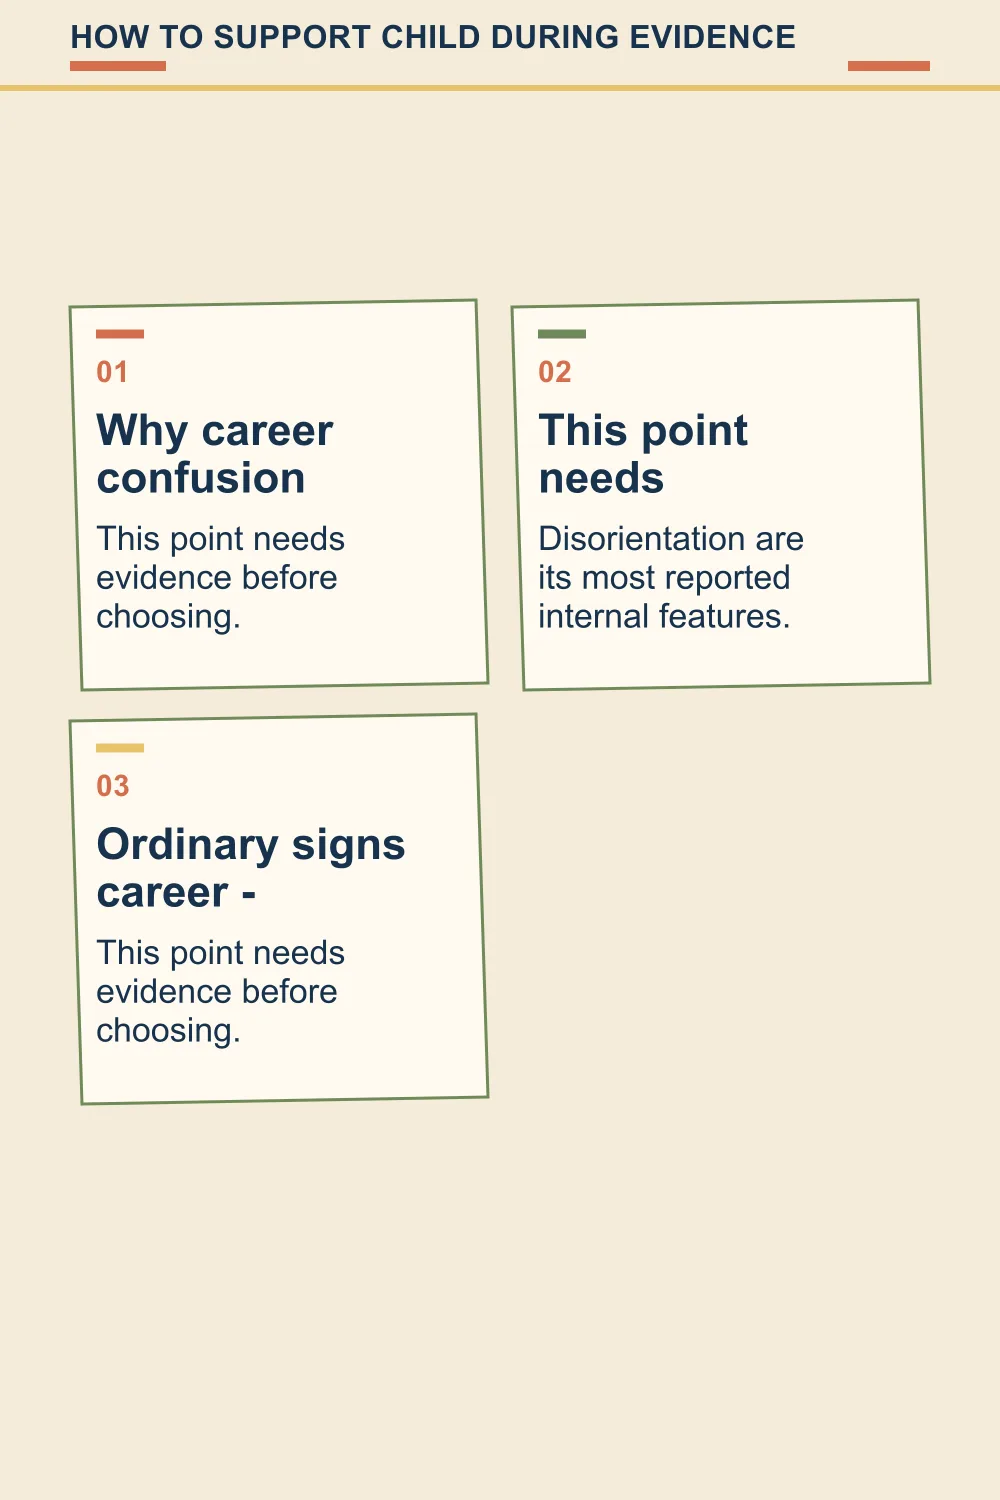 HOW TO SUPPORT CHILD DURING EVIDENCE
01
Why career
confusion
This point needs
evidence before
choosing.
02
This point
needs
Disorientation are
its most reported
internal features.
03
Ordinary signs
career -
This point needs
evidence before
choosing.